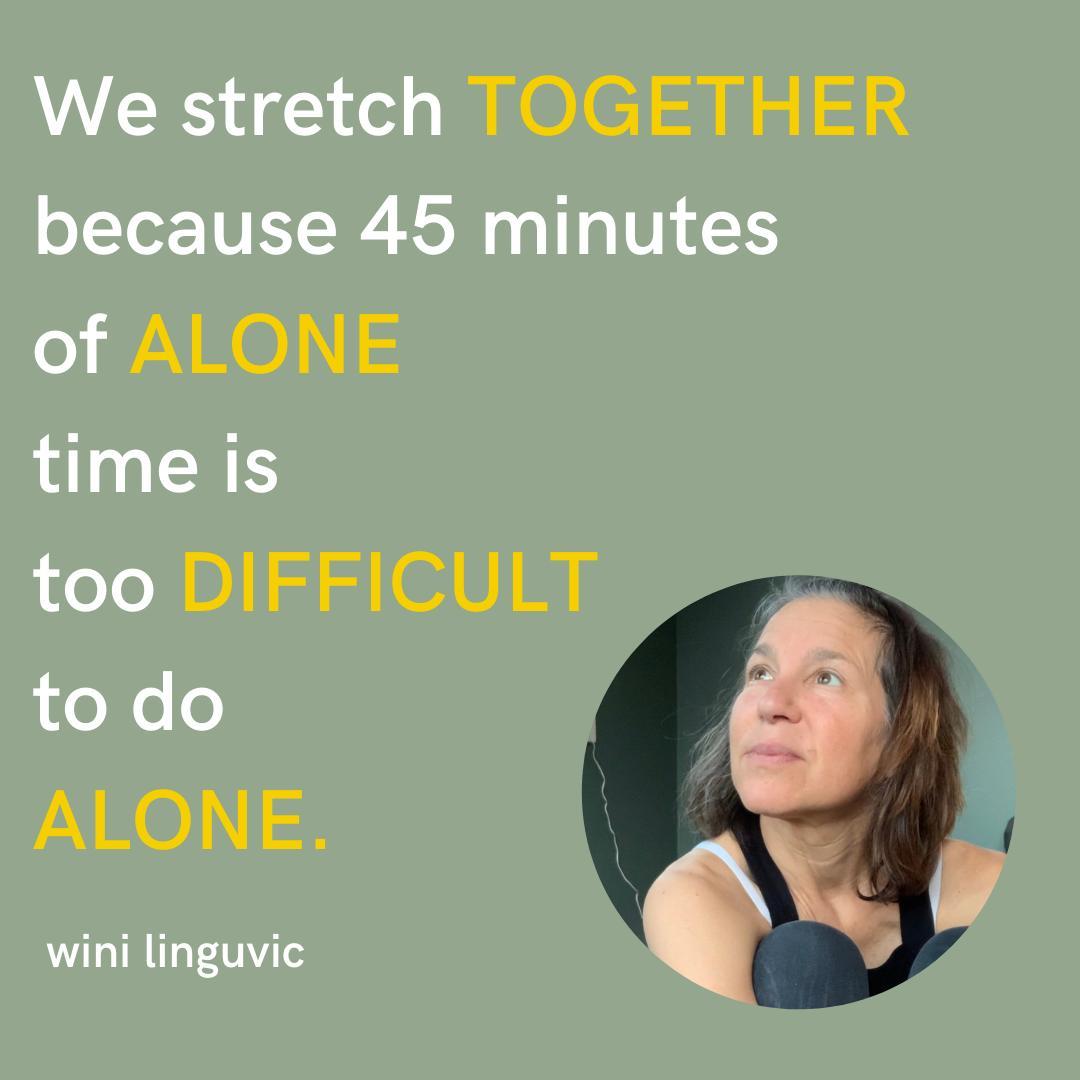 We stretch TOGETHER
because 45 minutes
of ALONE
time is
too DIFFICULT
to do
ALONE.
wini linguvic